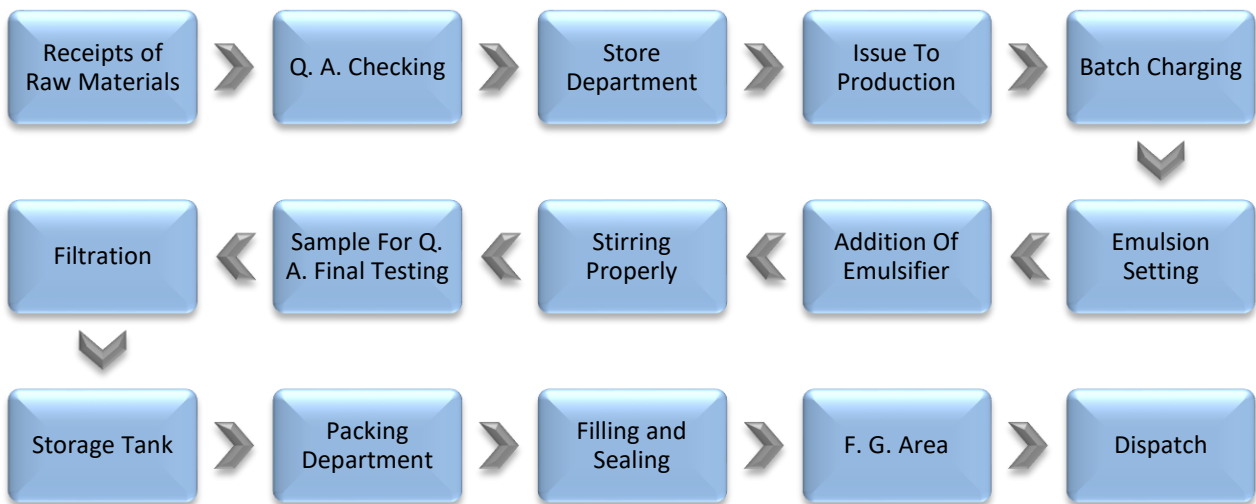 Receipts of
Raw Materials
Q. A. Checking
Store
Department
Issue To
Production
Batch Charging
Emulsion
Setting
Addition Of
Emulsifier
Stirring
Properly
Sample For Q.
A. Final Testing
Filtration
Storage Tank
Packing
Department
Filling and
Sealing
F. G. Area
Dispatch